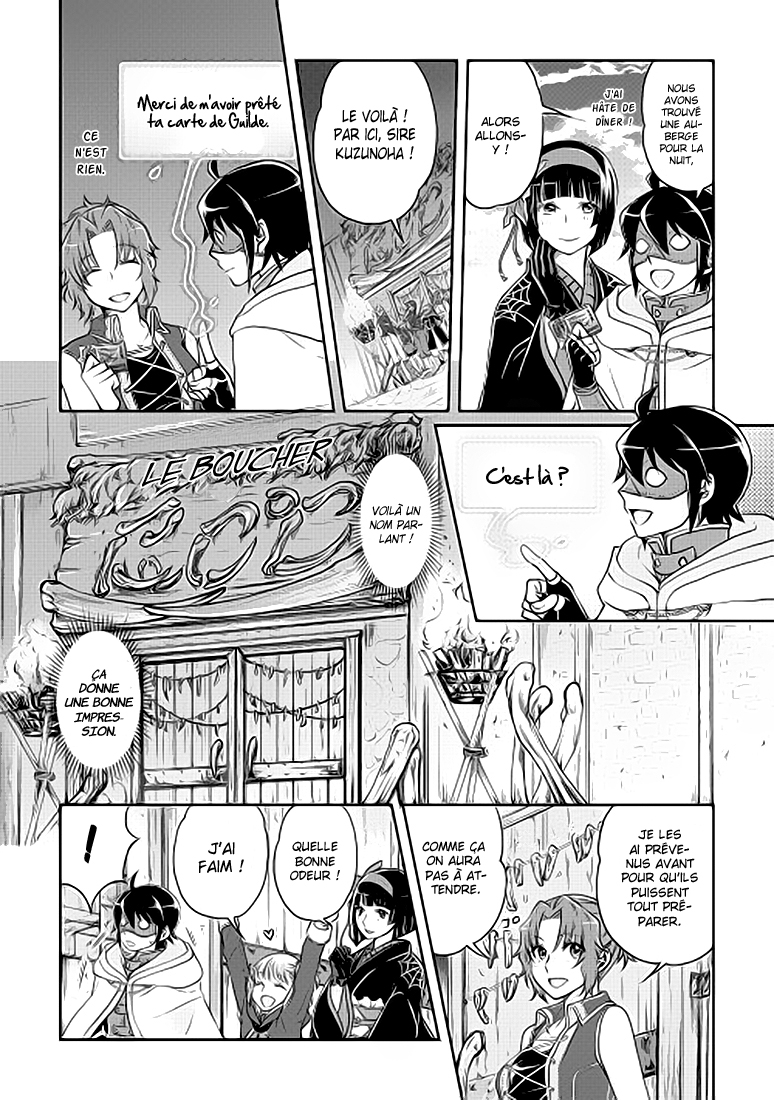 NOUS
AVONS
TROUVÉ
UNE AU-
BERGE
POUR LA
NUIT,
J'AI
HÂTE DE
DÎNER !
ALORS
ALLONS-
Y !
LE VOILÀ !
PAR ICI, SIRE
KUZUNOHA !
Merci de m'avoir prêté
ta carte de Guilde.
CE
N'EST
RIEN.
C'est là ?
LE BOUCHER
VOILÀ UN
NOM PAR-
LANT !
ÇA
DONNE
UNE BONNE
IMPRES-
SION.
JE LES
AI PRÉVE-
NUS AVANT
POUR QU'ILS
PUISSENT
TOUT PRÉ-
PARER.
COMME ÇA
ON AURA
PAS À AT-
TENDRE.
QUELLE
BONNE
ODEUR !
J'AI
FAIM !
!